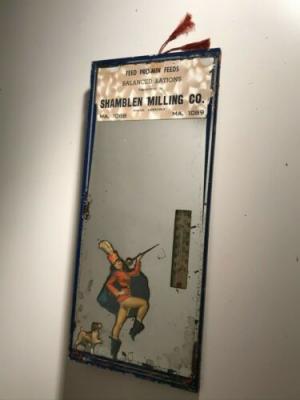 FEED PRO-MIN FEEDS
BALANCED RATIONS
SHAMBLEN MILLING CO.
MA. 1088 MA. 1089